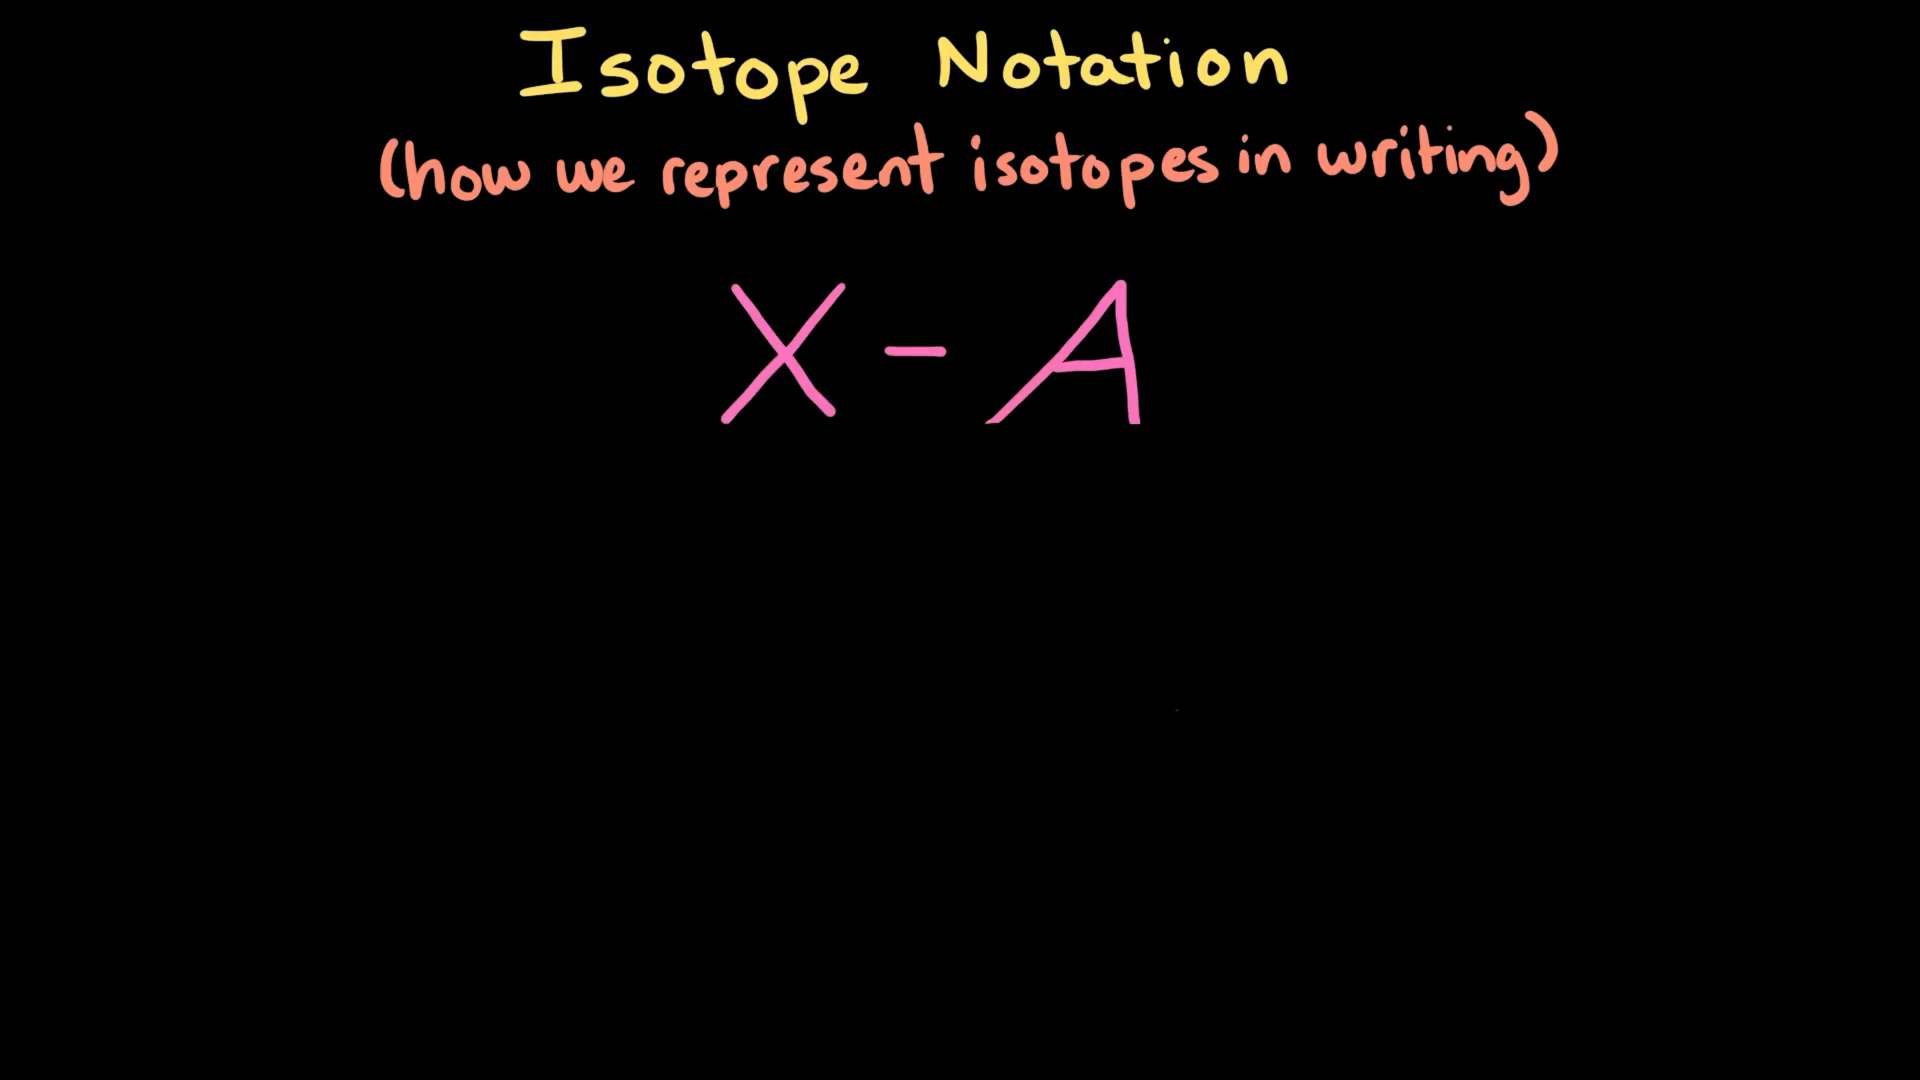 Isotope Notation
(how we represent isotopes in writing)
X - A